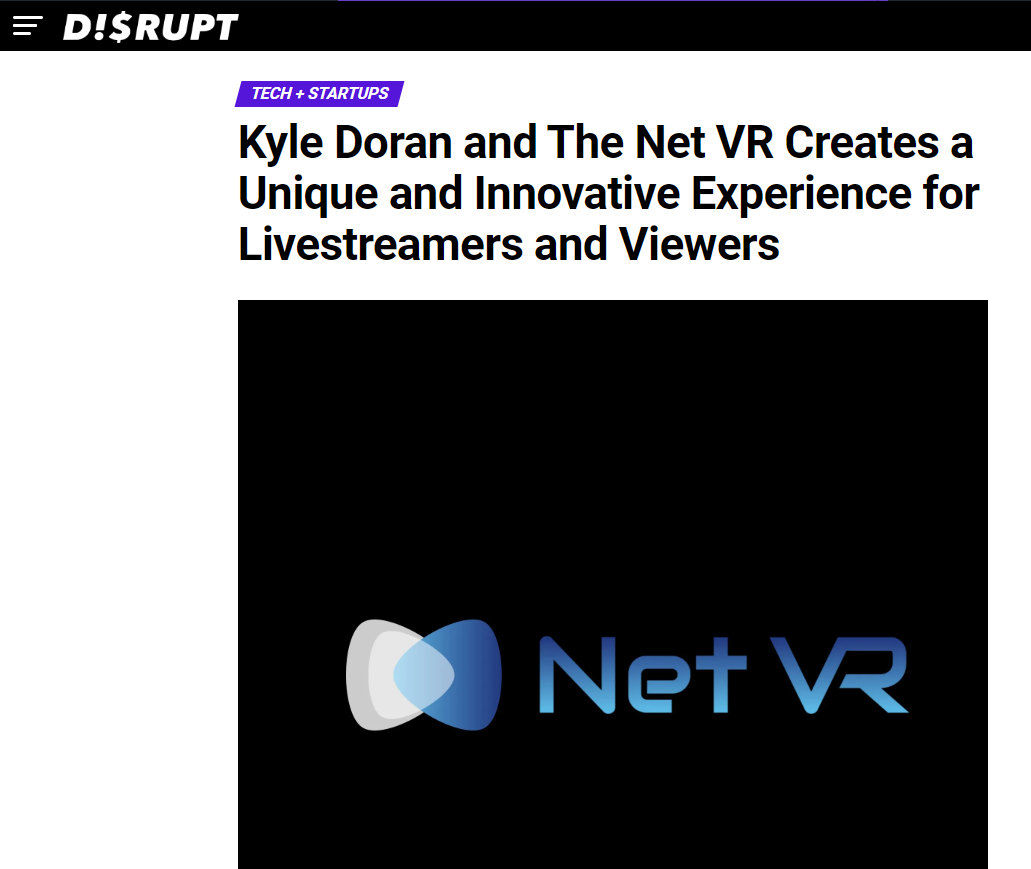 D!$RUPT
TECH + STARTUPS
Kyle Doran and The Net VR Creates a
Unique and Innovative Experience for
Livestreamers and Viewers
Net VR